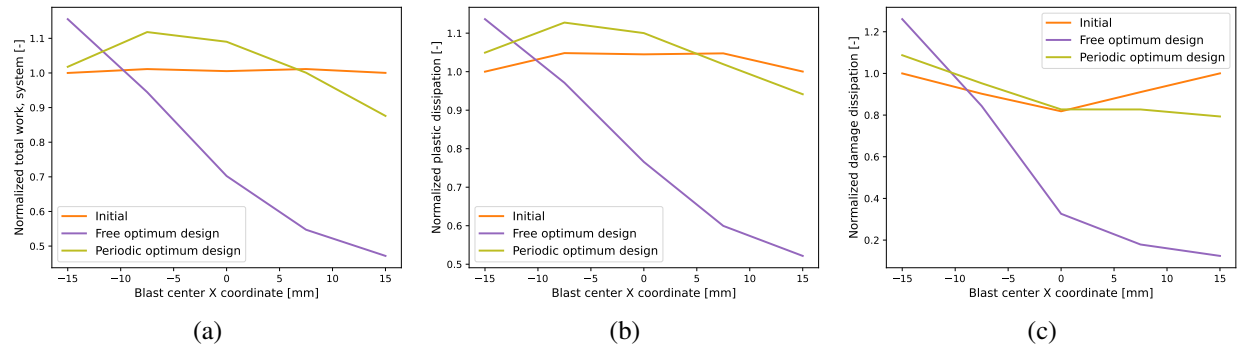 Normalized total work, system [-]
1.1
1.0
0.9
0.8
0.7
0.6
0.5
Initial
Free optimum design
Periodic optimum design
−15 −10 −5 0 5 10 15
Blast center X coordinate [mm]
(a)
Normalized plastic dissipation [-]
1.1
1.0
0.9
0.8
0.7
0.6
0.5
Initial
Free optimum design
Periodic optimum design
−15 −10 −5 0 5 10 15
Blast center X coordinate [mm]
(b)
Normalized damage dissipation [-]
1.2
1.0
0.8
0.6
0.4
0.2
Initial
Free optimum design
Periodic optimum design
−15 −10 −5 0 5 10 15
Blast center X coordinate [mm]
(c)